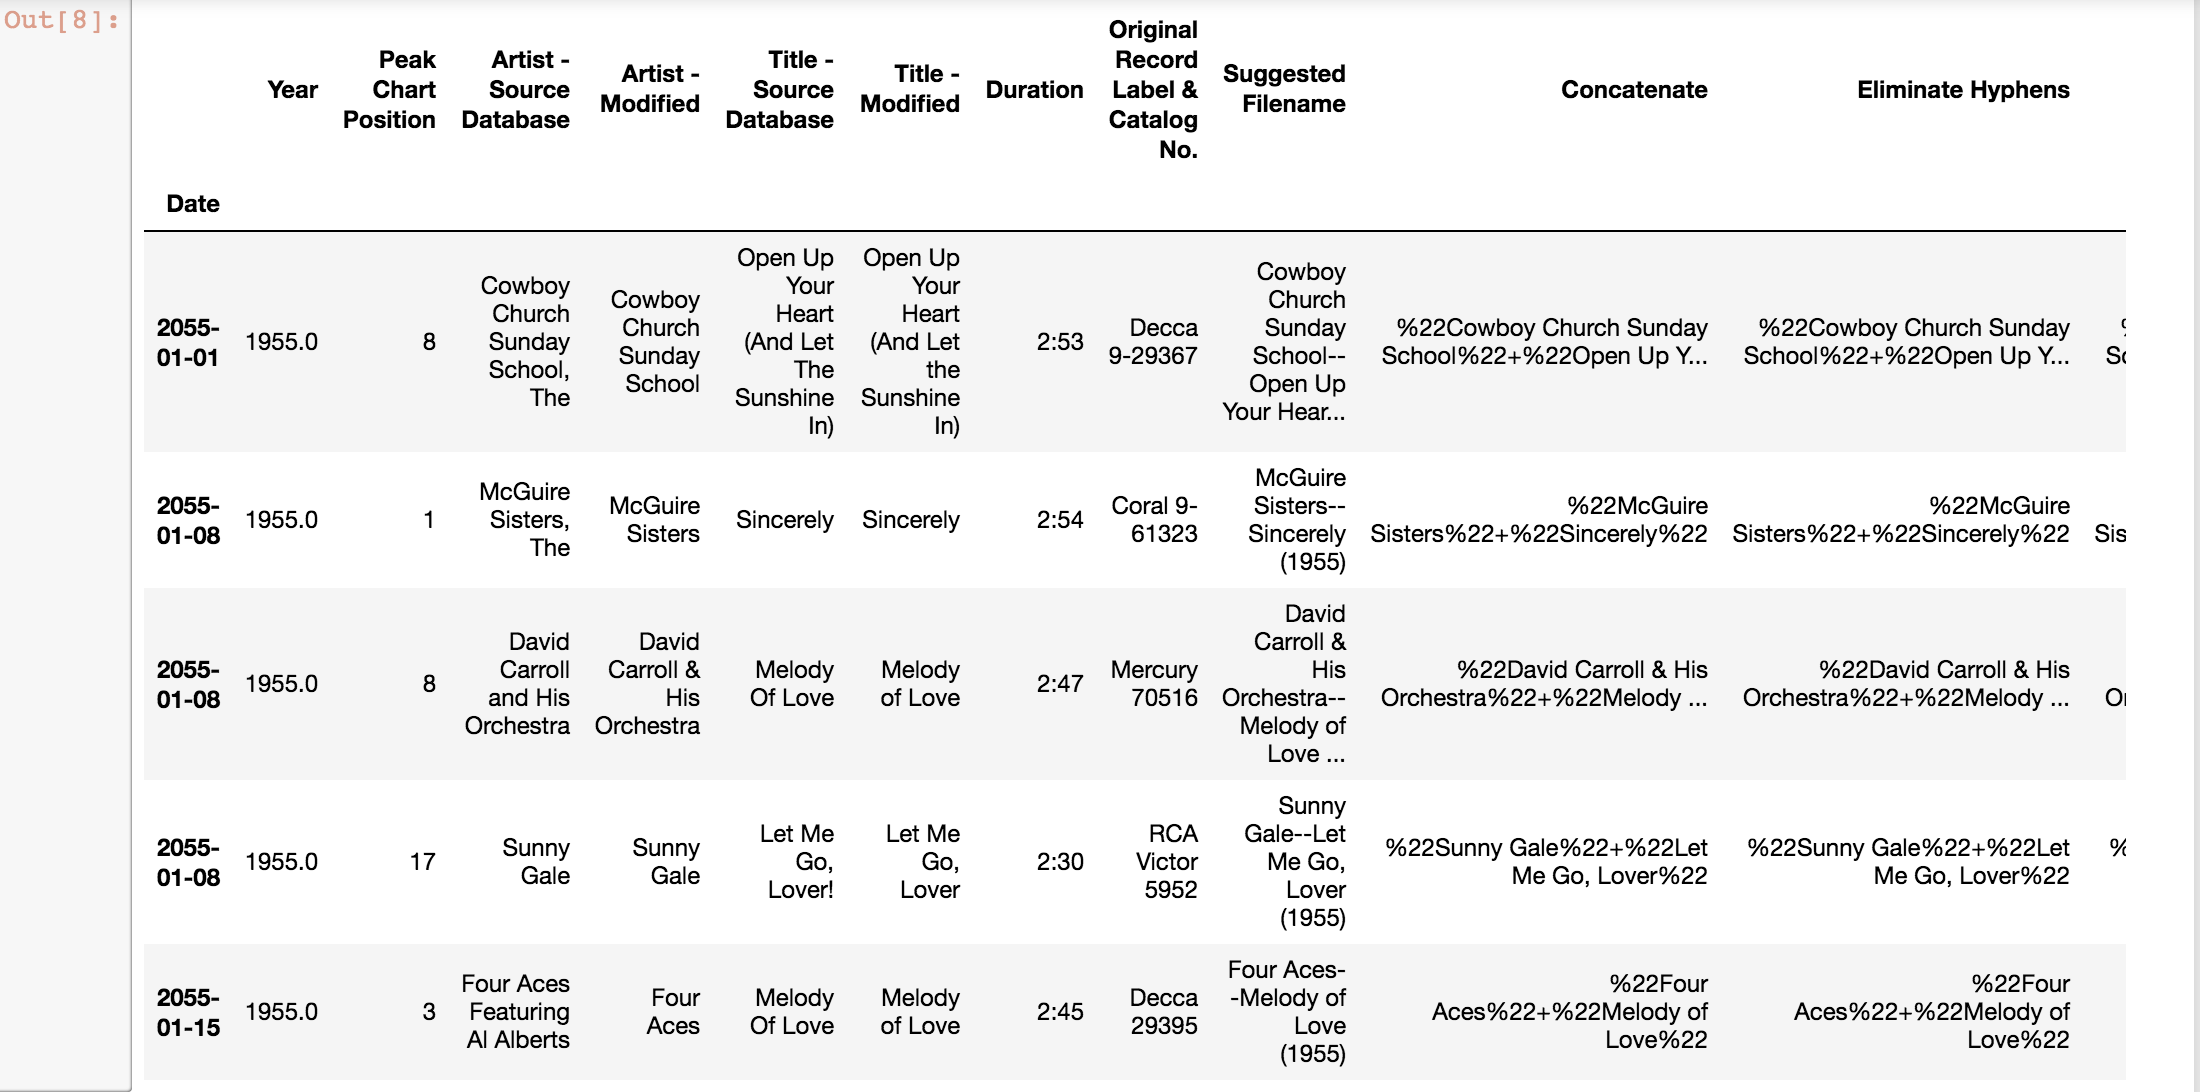 Out[8]:
Year
Peak
Chart
Position
Artist -
Source
Database
Artist -
Modified
Title -
Source
Database
Title -
Modified
Duration
Original
Record
Label &
Catalog
No.
Suggested
Filename
Concatenate
Eliminate Hyphens
Date
2055-
01-01
1955.0
8
Cowboy
Church
Sunday
School,
The
Cowboy
Church
Sunday
School
Open Up
Your
Heart
(And Let
The
Sunshine
In)
Open Up
Your
Heart
(And Let
the
Sunshine
In)
2:53
Decca
9-29367
Cowboy
Church
Sunday
School--
Open Up
Your Hear...
%22Cowboy Church Sunday
School%22+%22Open Up Y...
%22Cowboy Church Sunday
School%22+%22Open Up Y...
2055-
01-08
1955.0
1
McGuire
Sisters,
The
McGuire
Sisters
Sincerely
Sincerely
2:54
Coral 9-
61323
McGuire
Sisters--
Sincerely
(1955)
%22McGuire
Sisters%22+%22Sincerely%22
%22McGuire
Sisters%22+%22Sincerely%22
Sis
2055-
01-08
1955.0
8
David
Carroll
and His
Orchestra
David
Carroll &
His
Orchestra
Melody
Of Love
Melody
of Love
2:47
Mercury
70516
David
Carroll &
His
Orchestra--
Melody of
Love ...
%22David Carroll & His
Orchestra%22+%22Melody ...
%22David Carroll & His
Orchestra%22+%22Melody ...
2055-
01-08
1955.0
17
Sunny
Gale
Sunny
Gale
Let Me
Go,
Lover!
Let Me
Go,
Lover
2:30
RCA
Victor
5952
Sunny
Gale--Let
Me Go,
Lover
(1955)
%22Sunny Gale%22+%22Let
Me Go, Lover%22
%22Sunny Gale%22+%22Let
Me Go, Lover%22
%
2055-
01-15
1955.0
3
Four Aces
Featuring
Al Alberts
Four
Aces
Melody
Of Love
Melody
of Love
2:45
Decca
29395
Four Aces-
-Melody of
Love
(1955)
%22Four
Aces%22+%22Melody of
Love%22
%22Four
Aces%22+%22Melody of
Love%22